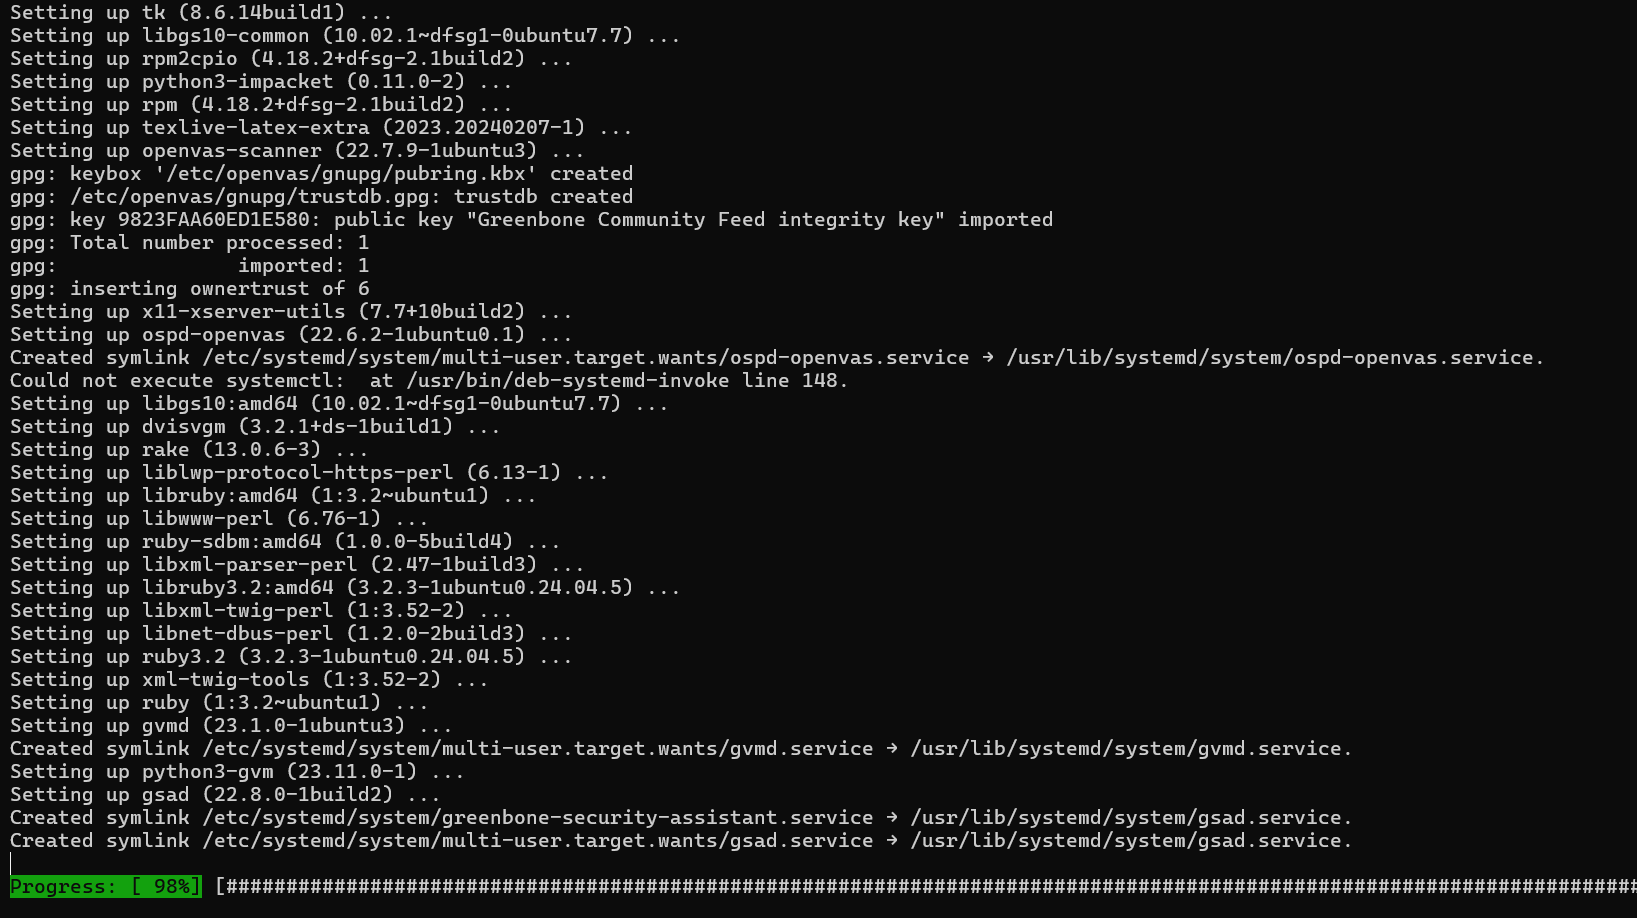 Setting up tk (8.6.14build1) ...
Setting up libgs10-common (10.02.1~dfsg1-0ubuntu7.7) ...
Setting up rpm2cpio (4.18.2+dfsg-2.1build2) ...
Setting up python3-impacket (0.11.0-2) ...
Setting up rpm (4.18.2+dfsg-2.1build2) ...
Setting up texlive-latex-extra (2023.20240207-1) ...
Setting up openvas-scanner (22.7.9-1ubuntu3) ...
gpg: keybox '/etc/openvas/gnupg/pubring.kbx' created
gpg: /etc/openvas/gnupg/trustdb.gpg: trustdb created
gpg: key 9823FAA60ED1E580: public key "Greenbone Community Feed integrity key" imported
gpg: Total number processed: 1
gpg:               imported: 1
gpg: inserting ownertrust of 6
Setting up x11-xserver-utils (7.7+10build2) ...
Setting up ospd-openvas (22.6.2-1ubuntu0.1) ...
Created symlink /etc/systemd/system/multi-user.target.wants/ospd-openvas.service → /usr/lib/systemd/system/ospd-openvas.service.
Could not execute systemctl:  at /usr/bin/deb-systemd-invoke line 148.
Setting up libgs10:amd64 (10.02.1~dfsg1-0ubuntu7.7) ...
Setting up dvisvgm (3.2.1+ds-1build1) ...
Setting up rake (13.0.6-3) ...
Setting up liblwp-protocol-https-perl (6.13-1) ...
Setting up libruby:amd64 (1:3.2~ubuntu1) ...
Setting up libwww-perl (6.76-1) ...
Setting up ruby-sdbm:amd64 (1.0.0-5build4) ...
Setting up libxml-parser-perl (2.47-1build3) ...
Setting up libruby3.2:amd64 (3.2.3-1ubuntu0.24.04.5) ...
Setting up libxml-twig-perl (1:3.52-2) ...
Setting up libnet-dbus-perl (1.2.0-2build3) ...
Setting up ruby3.2 (3.2.3-1ubuntu0.24.04.5) ...
Setting up xml-twig-tools (1:3.52-2) ...
Setting up ruby (1:3.2~ubuntu1) ...
Setting up gvmd (23.1.0-1ubuntu3) ...
Created symlink /etc/systemd/system/multi-user.target.wants/gvmd.service → /usr/lib/systemd/system/gvmd.service.
Setting up python3-gvm (23.11.0-1) ...
Setting up gsad (22.8.0-1build2) ...
Created symlink /etc/systemd/system/greenbone-security-assistant.service → /usr/lib/systemd/system/gsad.service.
Created symlink /etc/systemd/system/multi-user.target.wants/gsad.service → /usr/lib/systemd/system/gsad.service.
Progress: [ 98%] [#####################################################################################################################